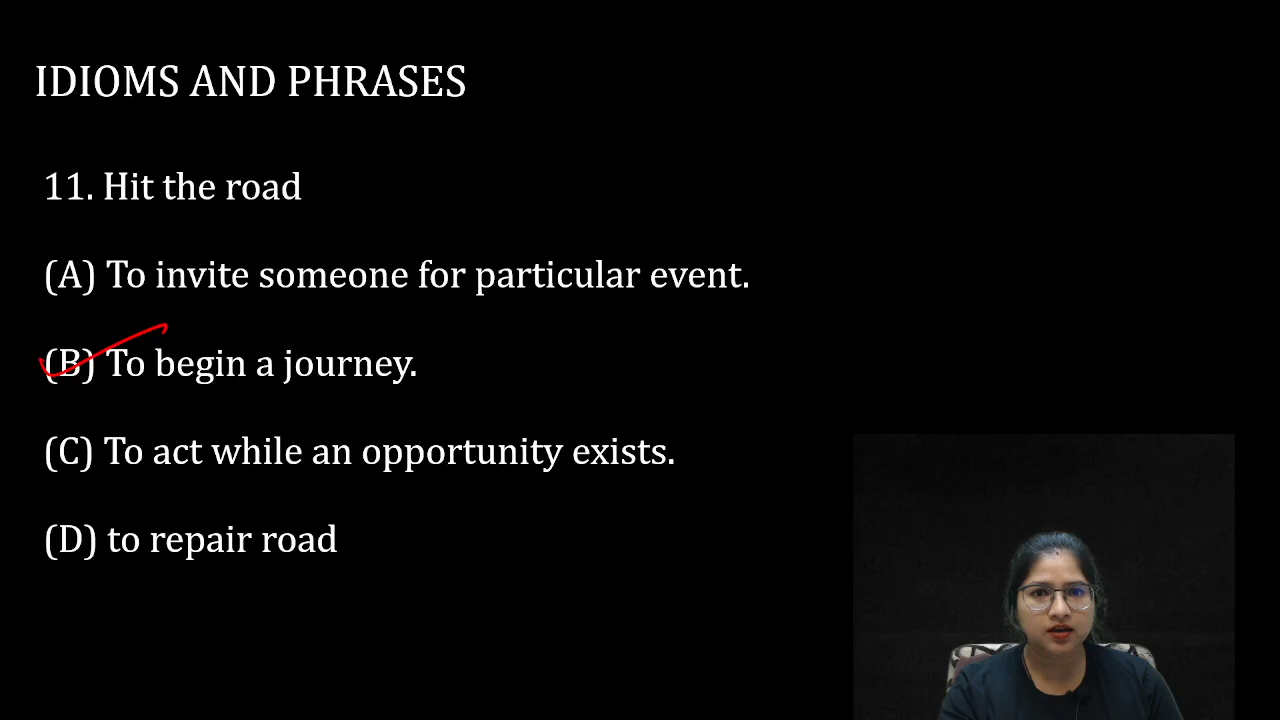 IDIOMS AND PHRASES
11. Hit the road
(A) To invite someone for particular event.
(B) To begin a journey.
(C) To act while an opportunity exists.
(D) to repair road